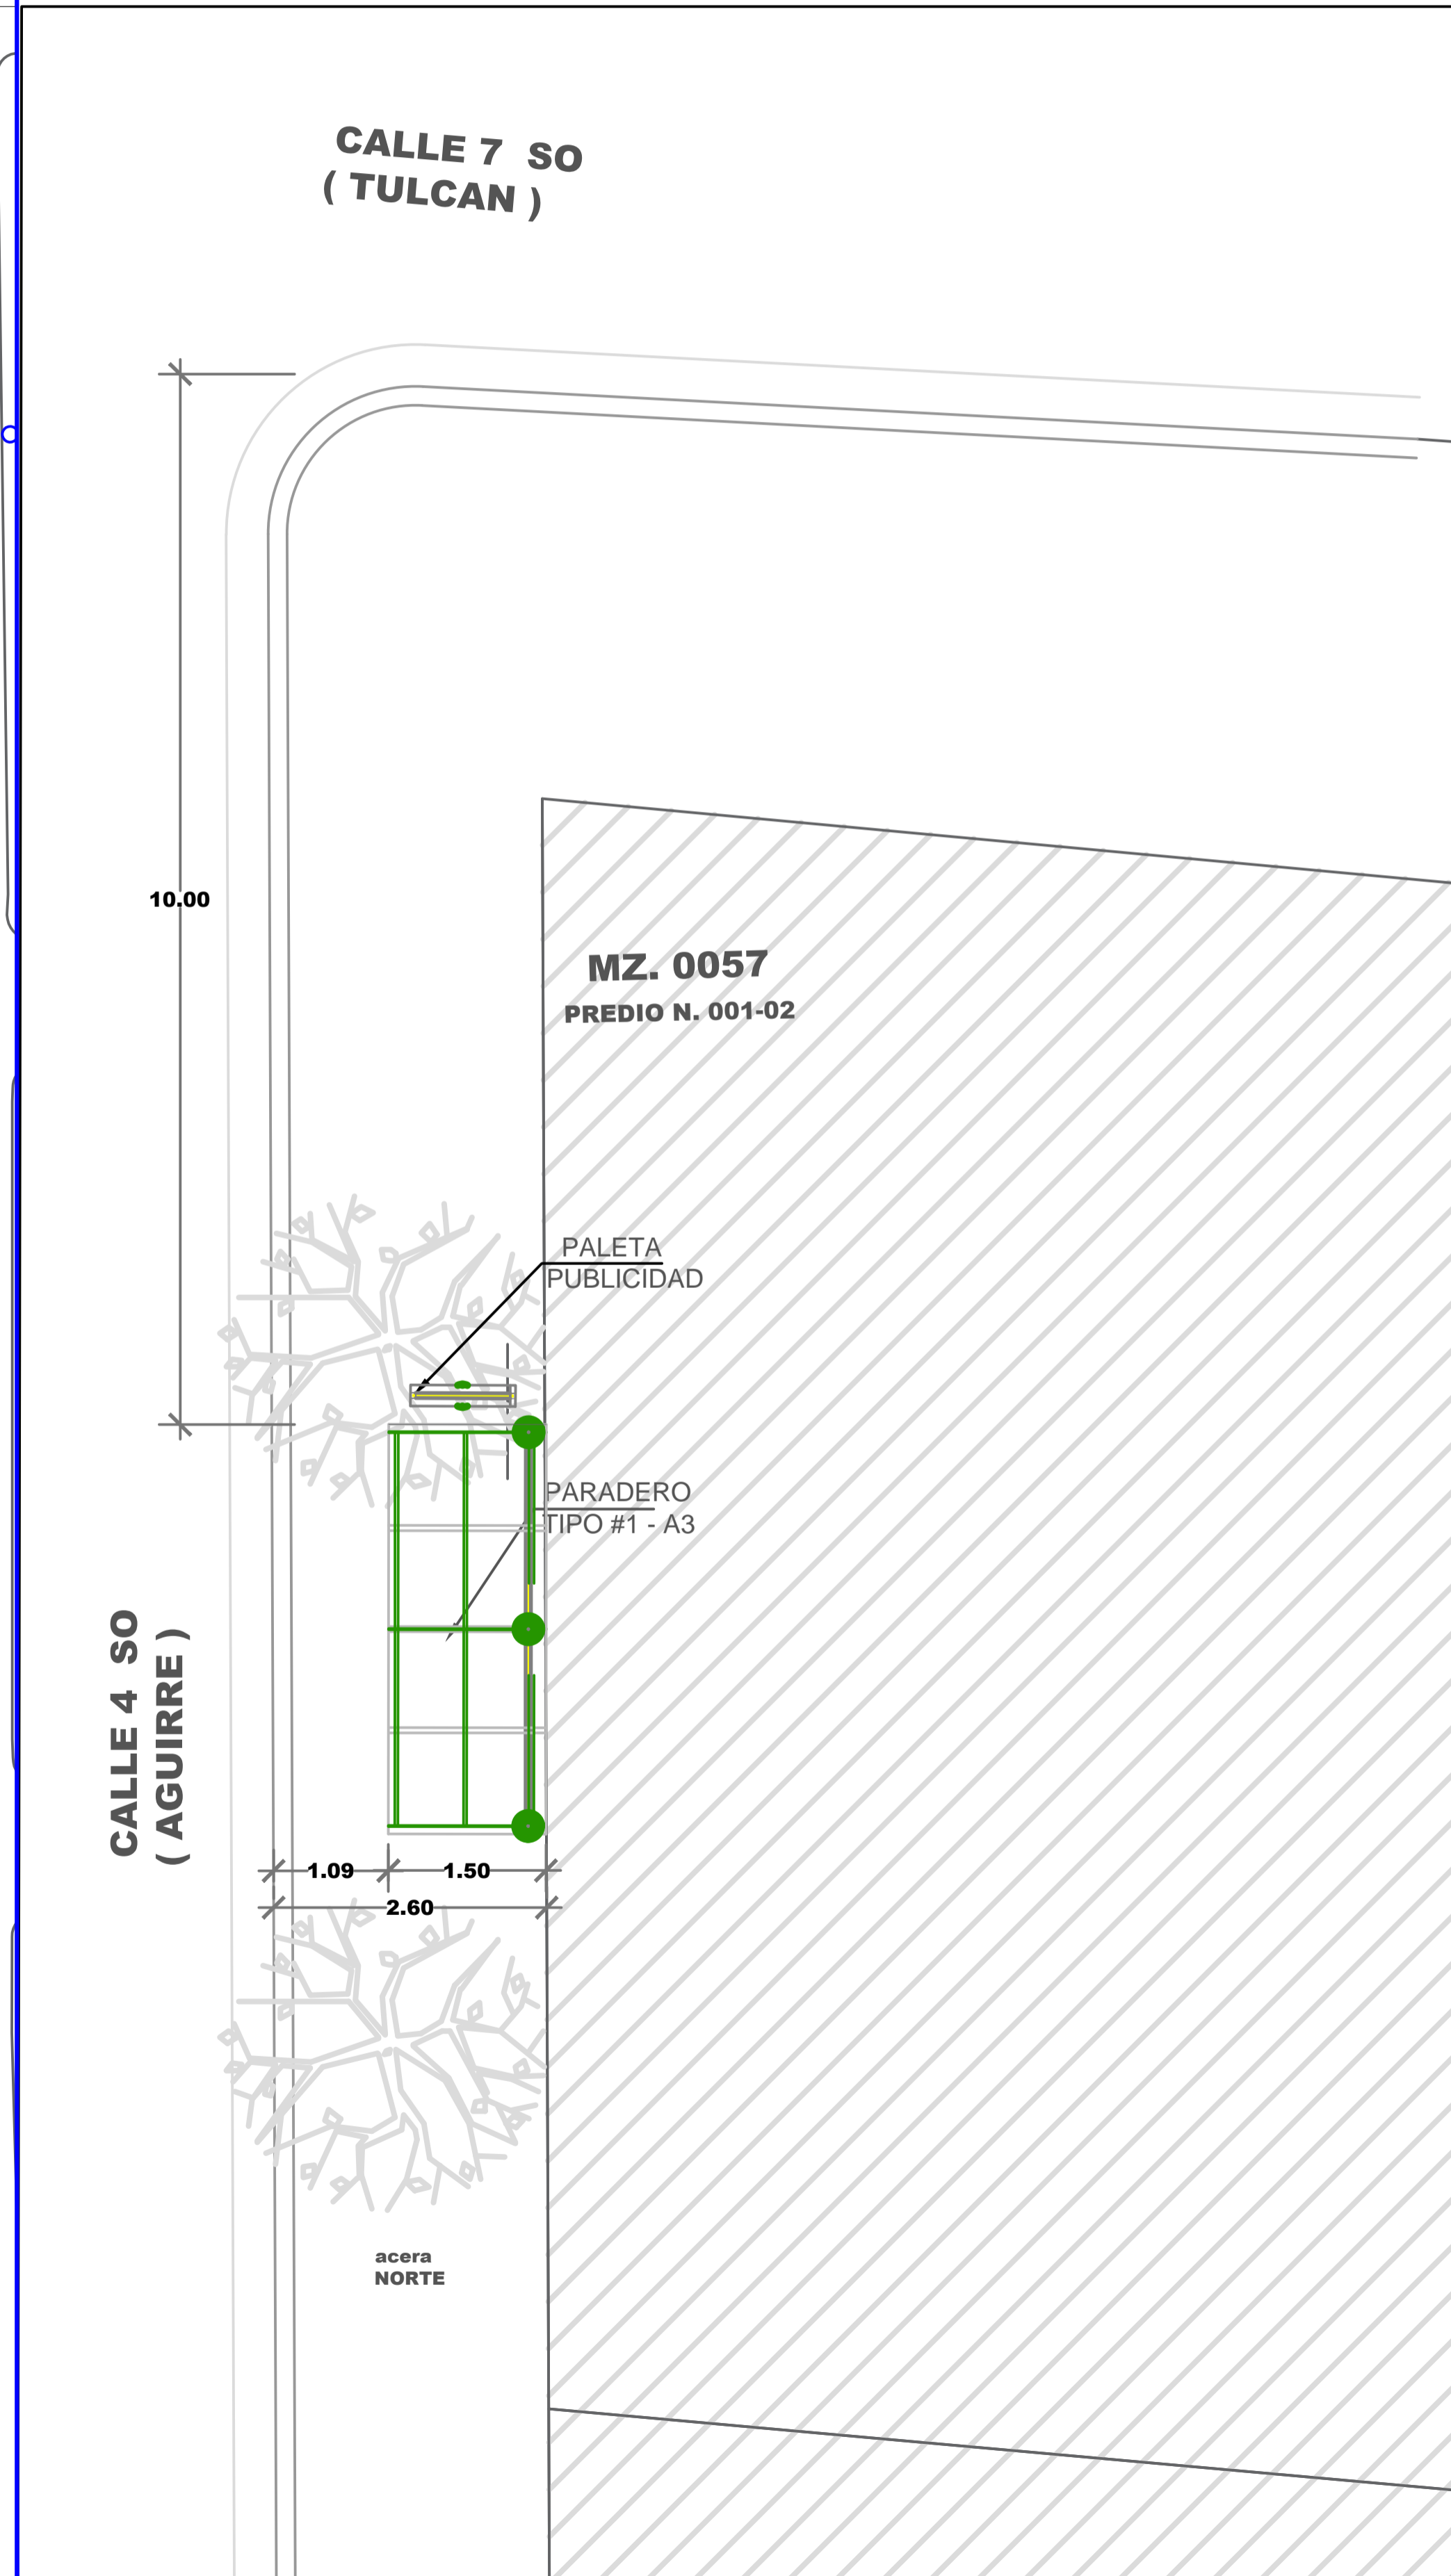 CALLE 7 SO
( TULCAN )
10.00
MZ. 0057
PREDIO N. 001-02
PALETA
PUBLICIDAD
PARADERO
TIPO #1 - A3
CALLE 4 SO
( AGUIRRE )
1.09
1.50
2.60
acera
NORTE